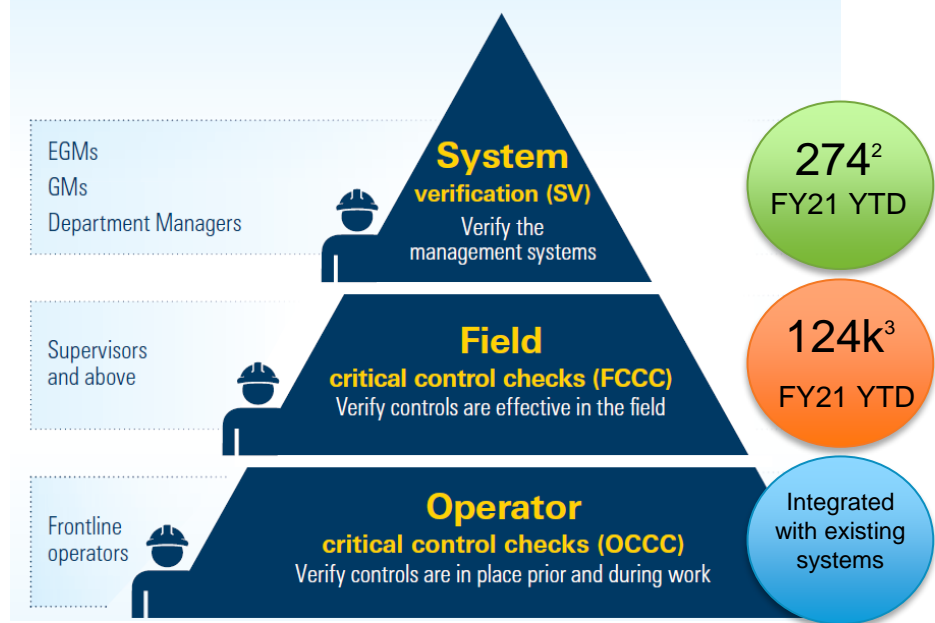 EGMs
GMs
Department Managers
System
verification (SV)
Verify the
management systems
274²
FY21 YTD
Supervisors
and above
Field
critical control checks (FCCC)
Verify controls are effective in the field
124k³
FY21 YTD
Frontline
operators
Operator
critical control checks (OCCC)
Verify controls are in place prior and during work
Integrated
with existing
systems